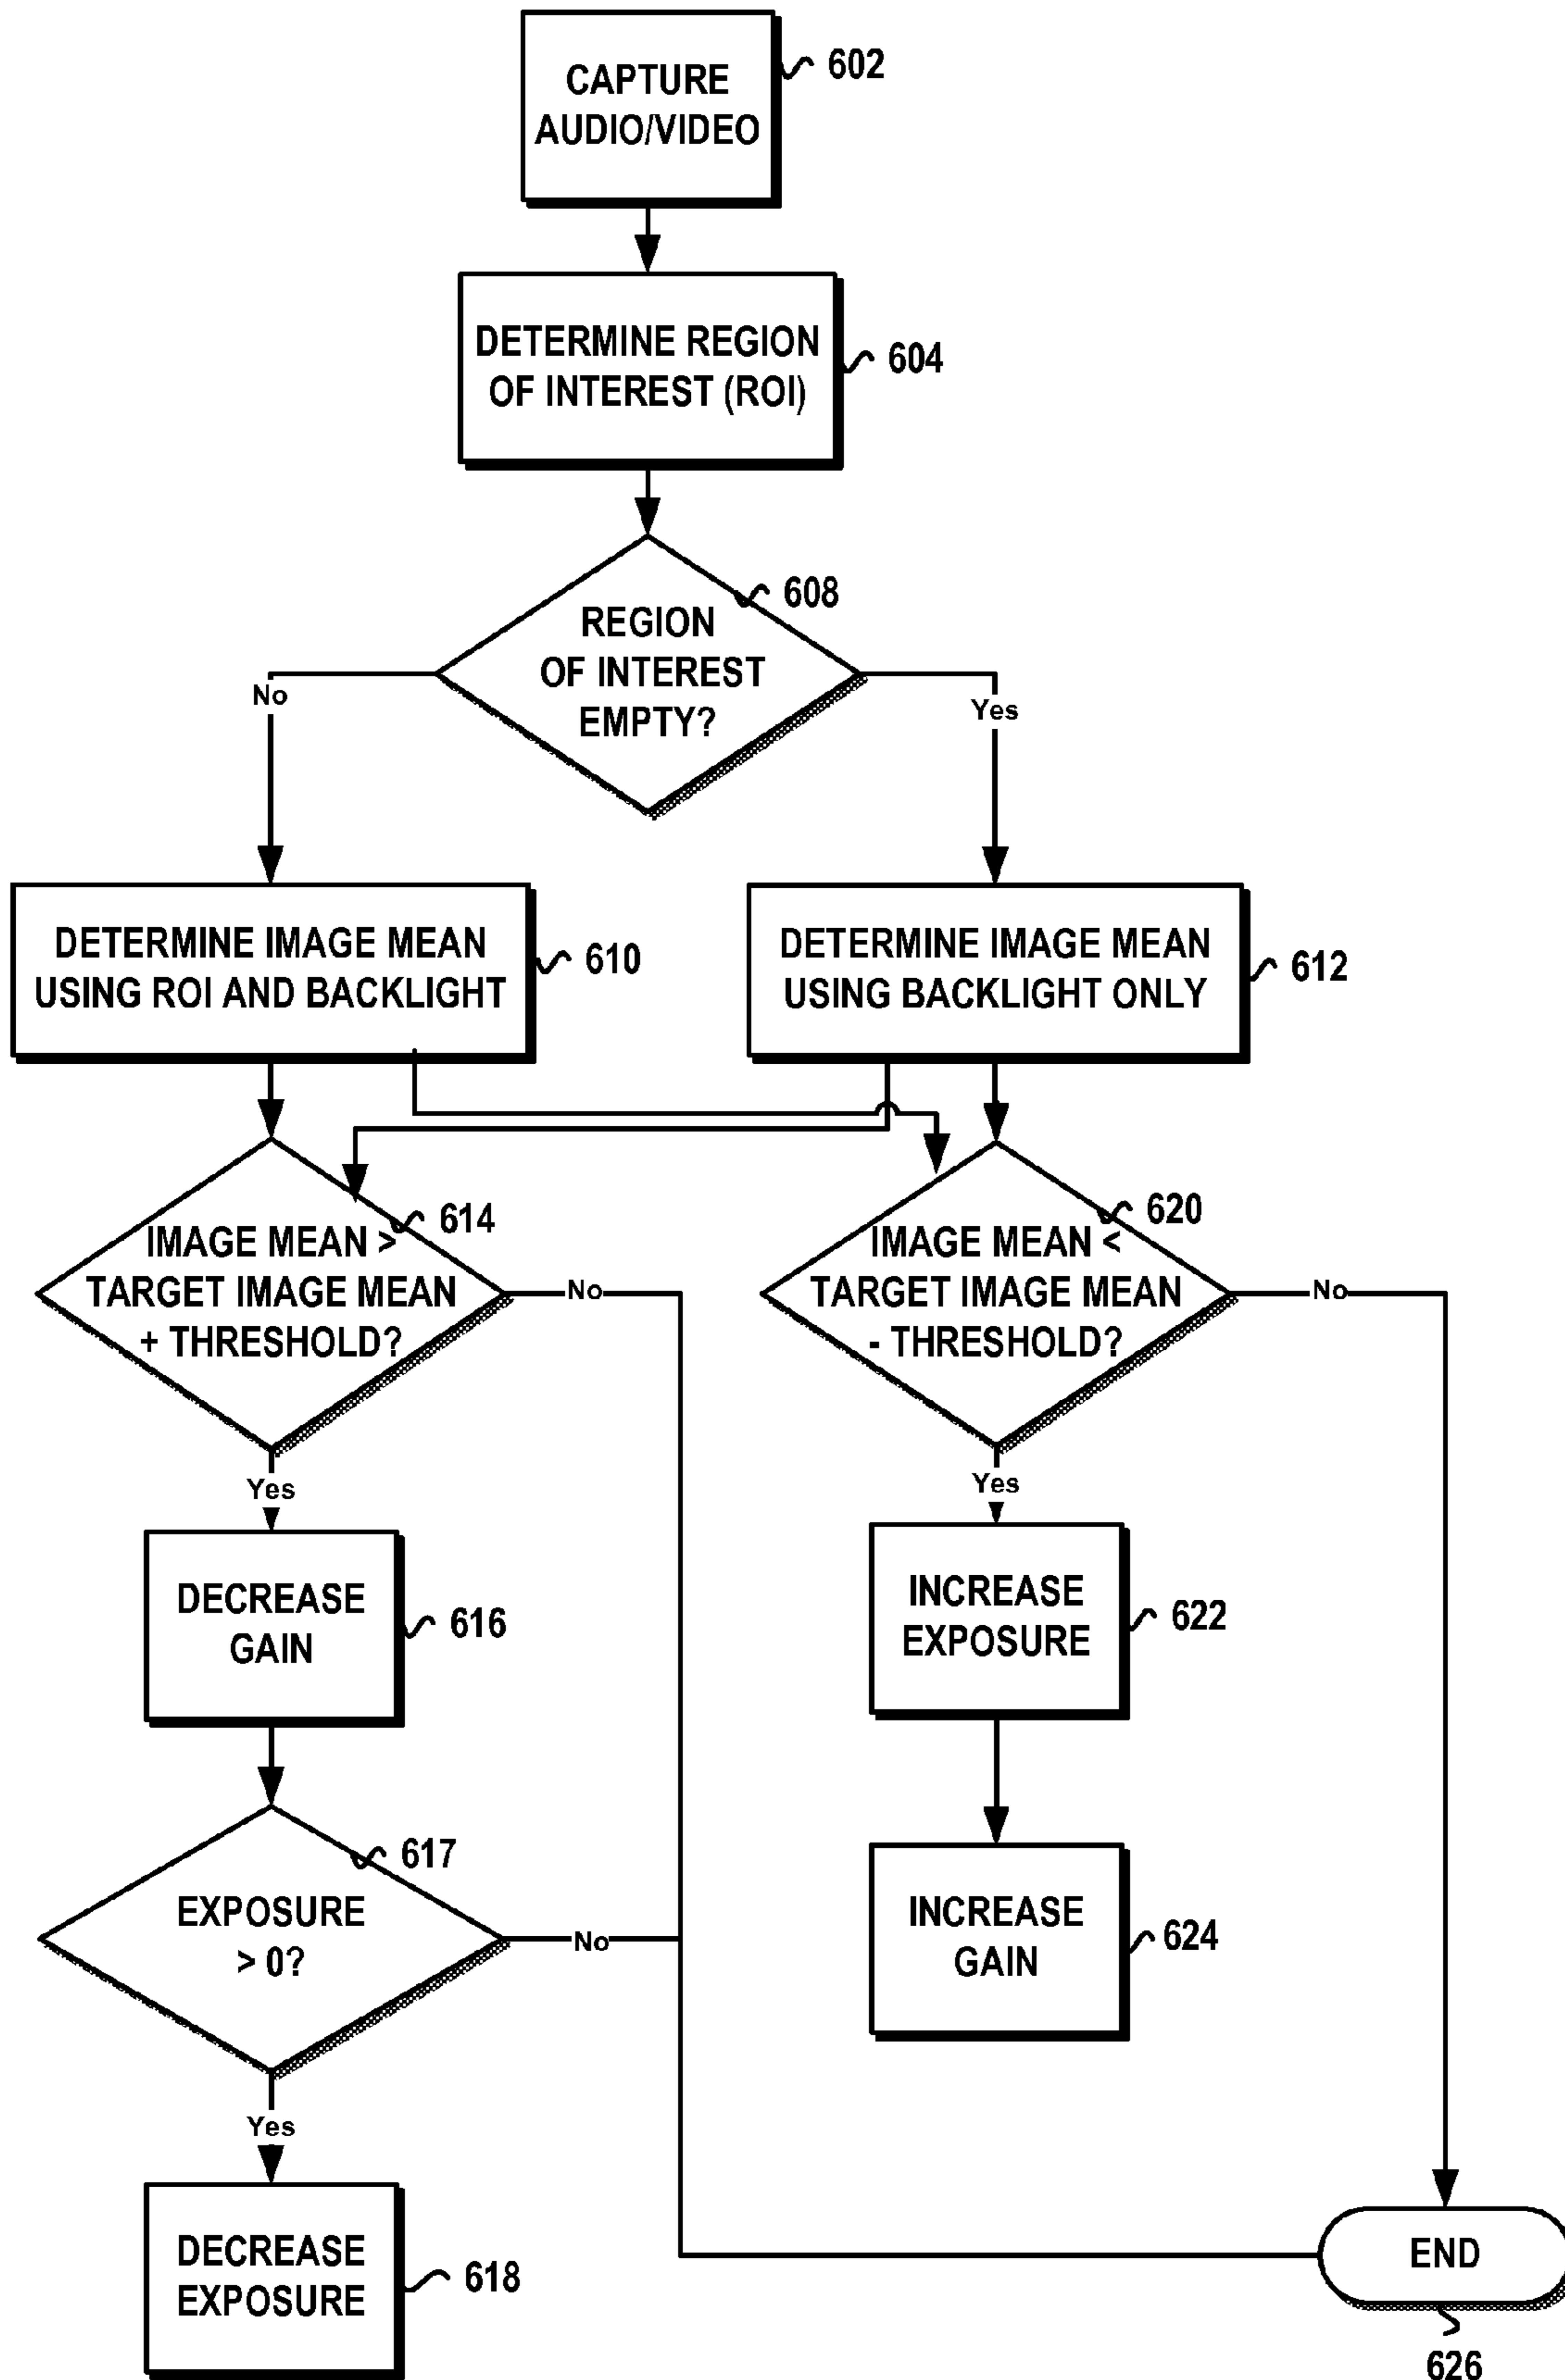 CAPTURE
AUDIO/VIDEO
602
DETERMINE REGION
OF INTEREST (ROI)
604
608
REGION
OF INTEREST
EMPTY?
No
Yes
DETERMINE IMAGE MEAN
USING ROI AND BACKLIGHT
610
DETERMINE IMAGE MEAN
USING BACKLIGHT ONLY
612
614
IMAGE MEAN >
TARGET IMAGE MEAN
+ THRESHOLD?
No
620
IMAGE MEAN <
TARGET IMAGE MEAN
- THRESHOLD?
No
Yes
Yes
DECREASE
GAIN
616
INCREASE
EXPOSURE
622
617
EXPOSURE
> 0?
No
INCREASE
GAIN
624
Yes
DECREASE
EXPOSURE
618
END
626